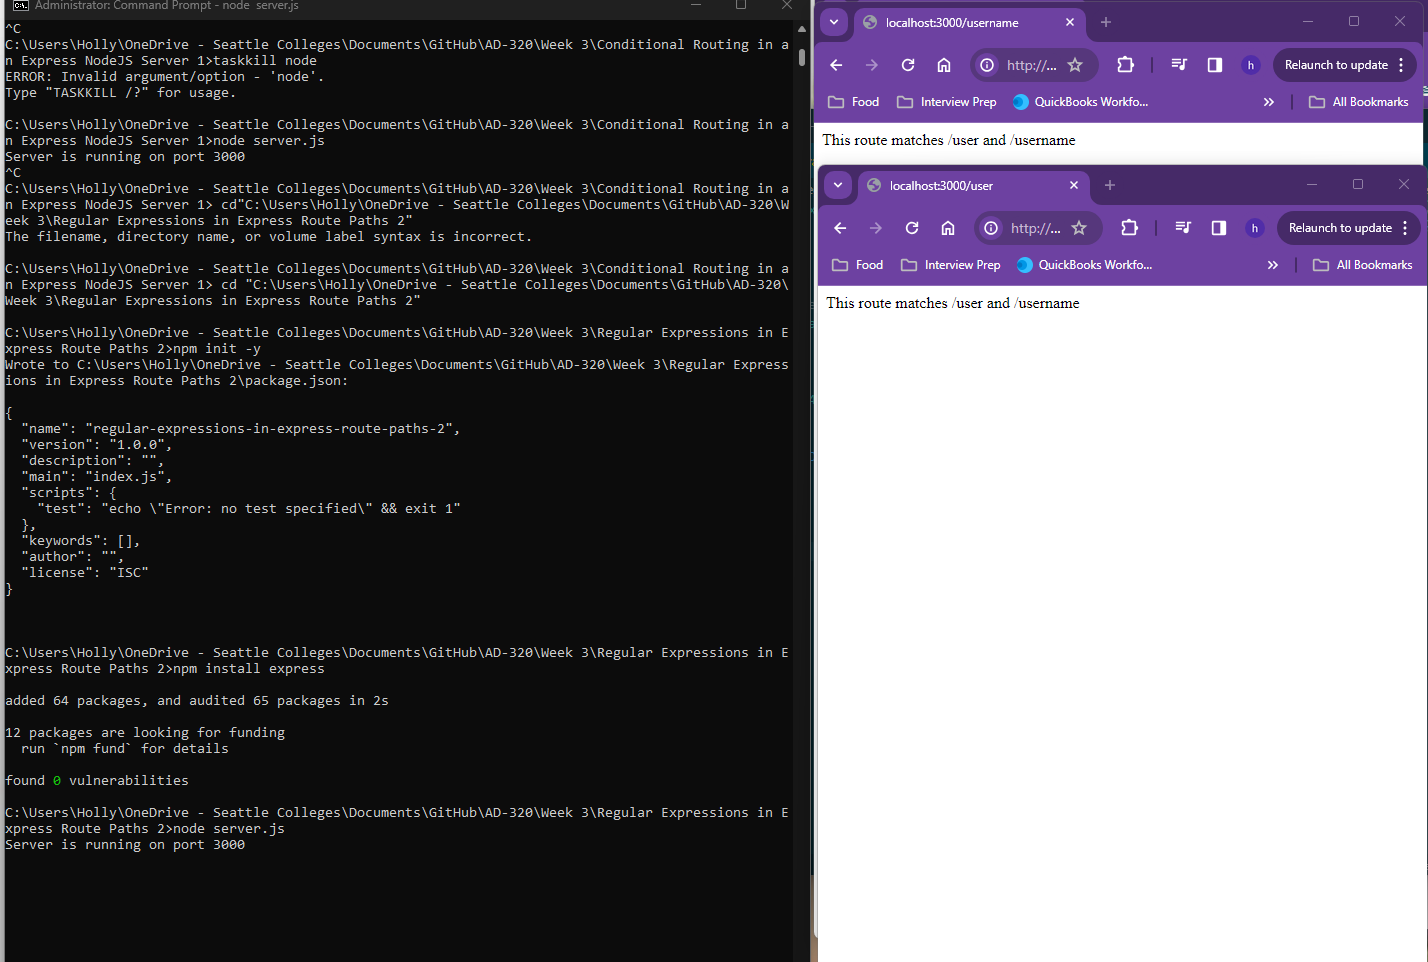 Administrator: Command Prompt - node  server.js
^C
C:\Users\Holly\OneDrive - Seattle Colleges\Documents\GitHub\AD-320\Week 3\Conditional Routing in a
n Express NodeJS Server 1>taskkill node
ERROR: Invalid argument/option - 'node'.
Type "TASKKILL /?" for usage.
C:\Users\Holly\OneDrive - Seattle Colleges\Documents\GitHub\AD-320\Week 3\Conditional Routing in a
n Express NodeJS Server 1>node server.js
Server is running on port 3000
^C
C:\Users\Holly\OneDrive - Seattle Colleges\Documents\GitHub\AD-320\Week 3\Conditional Routing in a
n Express NodeJS Server 1> cd"C:\Users\Holly\OneDrive - Seattle Colleges\Documents\GitHub\AD-320\W
eek 3\Regular Expressions in Express Route Paths 2"
The filename, directory name, or volume label syntax is incorrect.
C:\Users\Holly\OneDrive - Seattle Colleges\Documents\GitHub\AD-320\Week 3\Conditional Routing in a
n Express NodeJS Server 1> cd "C:\Users\Holly\OneDrive - Seattle Colleges\Documents\GitHub\AD-320\
Week 3\Regular Expressions in Express Route Paths 2"
C:\Users\Holly\OneDrive - Seattle Colleges\Documents\GitHub\AD-320\Week 3\Regular Expressions in E
xpress Route Paths 2>npm init -y
Wrote to C:\Users\Holly\OneDrive - Seattle Colleges\Documents\GitHub\AD-320\Week 3\Regular Express
ions in Express Route Paths 2\package.json:
{
  "name": "regular-expressions-in-express-route-paths-2",
  "version": "1.0.0",
  "description": "",
  "main": "index.js",
  "scripts": {
    "test": "echo \"Error: no test specified\" && exit 1"
  },
  "keywords": [],
  "author": "",
  "license": "ISC"
}
C:\Users\Holly\OneDrive - Seattle Colleges\Documents\GitHub\AD-320\Week 3\Regular Expressions in E
xpress Route Paths 2>npm install express
added 64 packages, and audited 65 packages in 2s
12 packages are looking for funding
  run `npm fund` for details
found 0 vulnerabilities
C:\Users\Holly\OneDrive - Seattle Colleges\Documents\GitHub\AD-320\Week 3\Regular Expressions in E
xpress Route Paths 2>node server.js
Server is running on port 3000
localhost:3000/username
http://... h Relaunch to update
Food Interview Prep QuickBooks Workfo... » All Bookmarks
This route matches /user and /username
localhost:3000/user
http://... h Relaunch to update
Food Interview Prep QuickBooks Workfo... » All Bookmarks
This route matches /user and /username